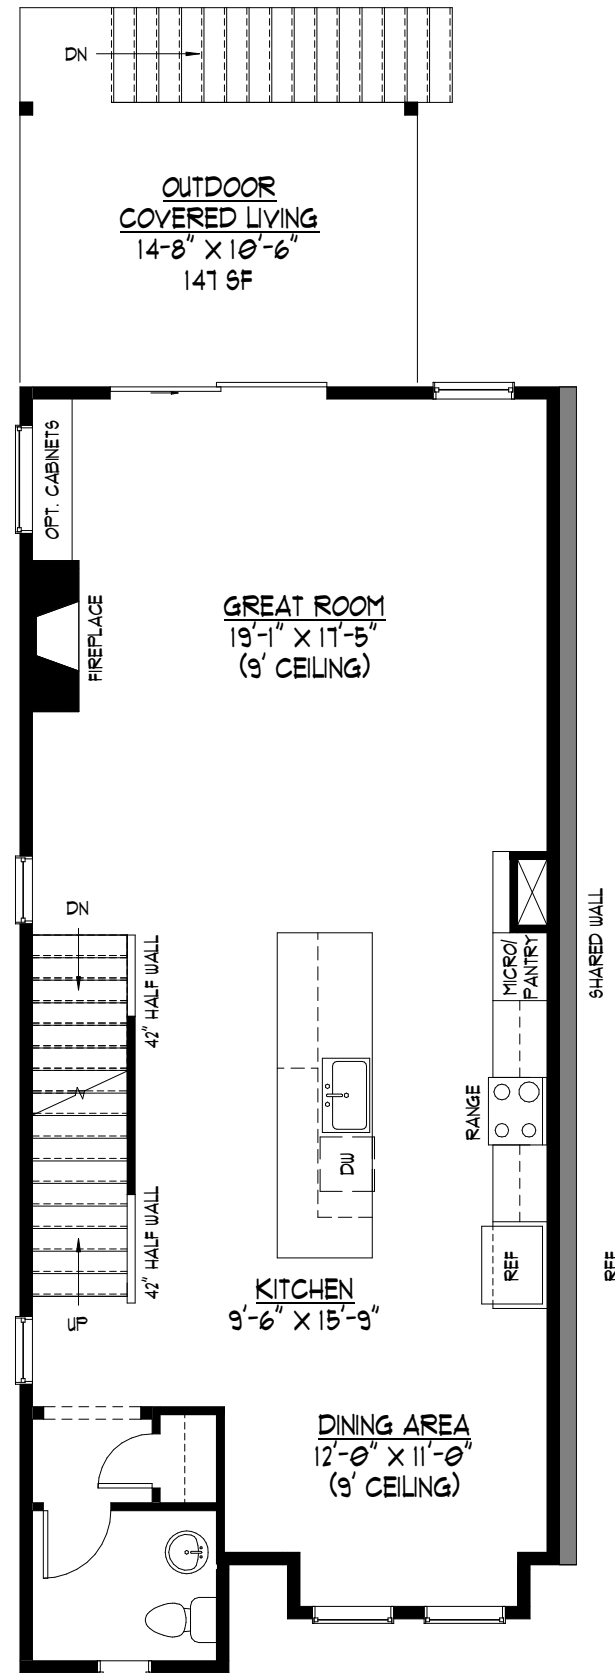 DN
OUTDOOR
COVERED LIVING
14-8" X 10'-6"
147 SF
OPT. CABINETS
GREAT ROOM
19'-1" X 17'-5"
(9' CEILING)
FIREPLACE
DN
42" HALF WALL
MICRO/
PANTRY
SHARED WALL
RANGE
DW
42" HALF WALL
UP
REF
REF
KITCHEN
9'-6" X 15'-9"
DINING AREA
12'-0" X 11'-0"
(9' CEILING)